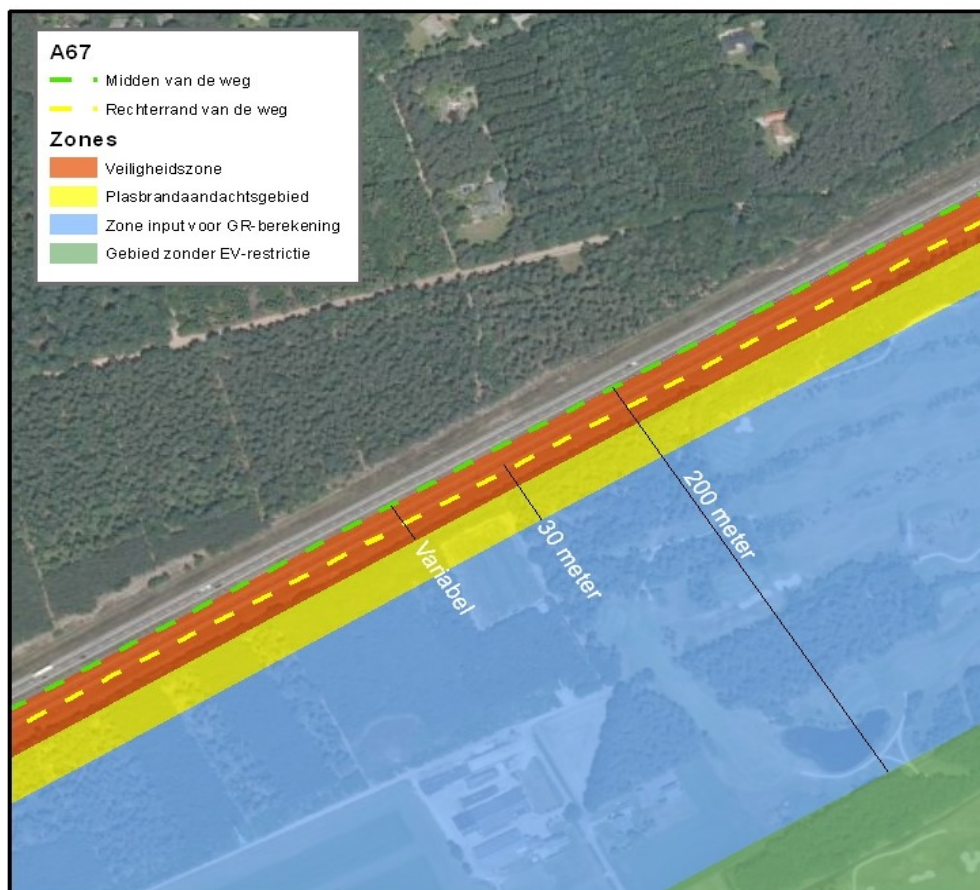 A67
Midden van de weg
Rechterrand van de weg
Zones
Veiligheidszone
Plasbrandaandachtsgebied
Zone input voor GR-berekening
Gebied zonder EV-restrictie
200 meter
30 meter
Variabel